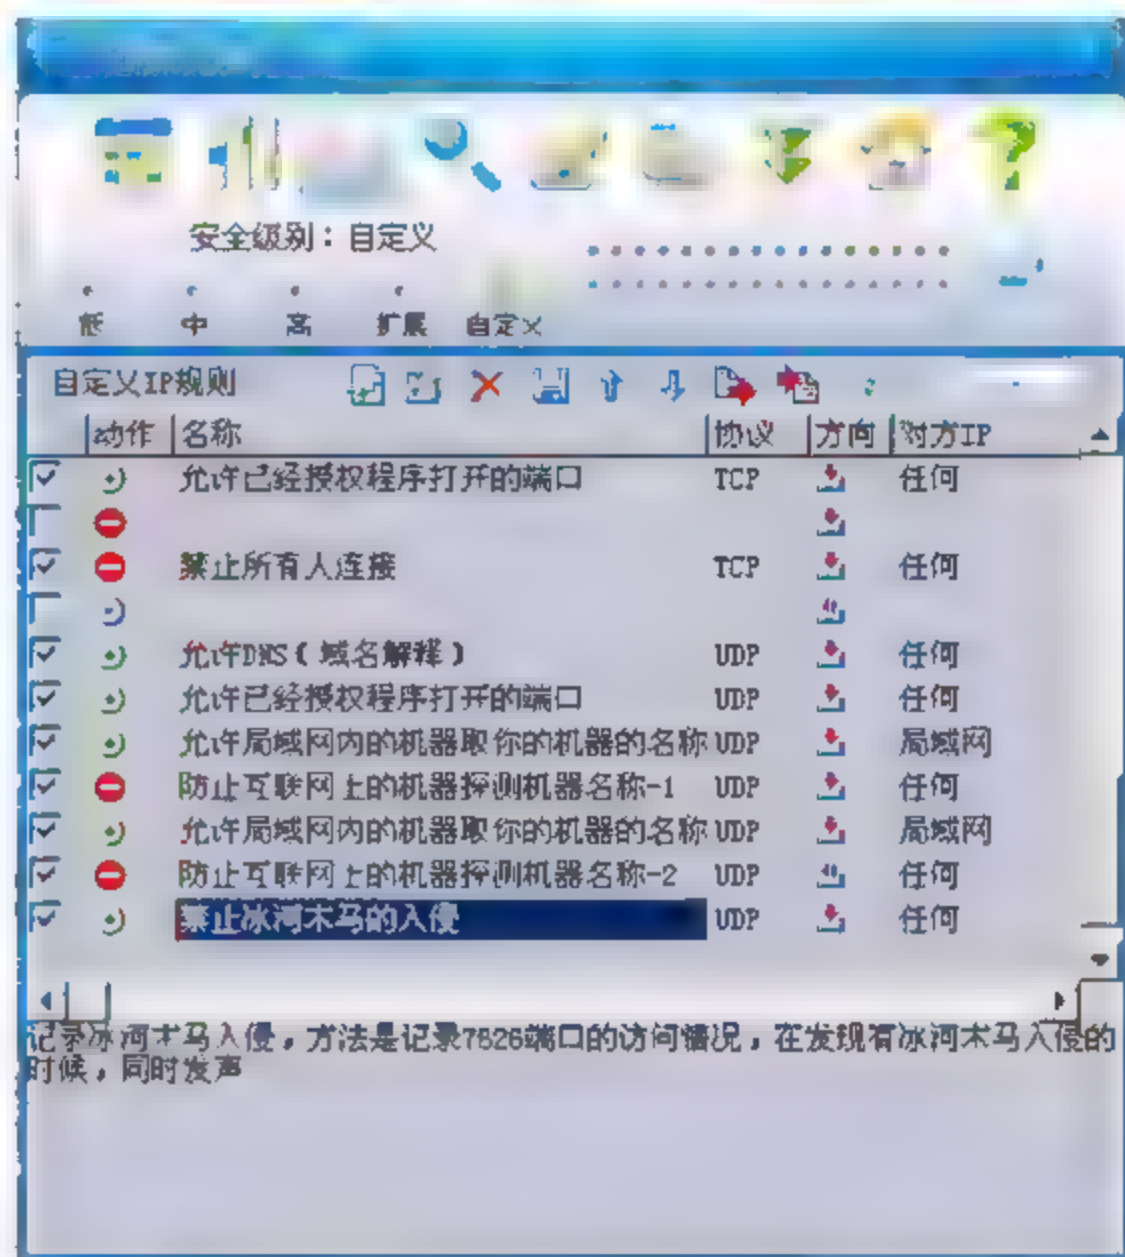 安全级别：自定义
低 中 高 扩展 自定义
自定义IP规则
动作 名称 协议 方向 对方IP
允许已经授权程序打开的端口 TCP 任何
禁止所有人连接 TCP 任何
允许DNS(域名解释) UDP 任何
允许已经授权程序打开的端口 UDP 任何
允许局域网内的机器取你的机器的名称 UDP 局域网
防止互联网上的机器探测机器名称-1 UDP 任何
允许局域网内的机器取你的机器的名称 UDP 局域网
防止互联网上的机器探测机器名称-2 UDP 任何
禁止冰河木马的入侵 UDP 任何
记录冰河木马入侵，方法是记录7626端口的访问情况，在发现有冰河木马入侵的
时候，同时发声